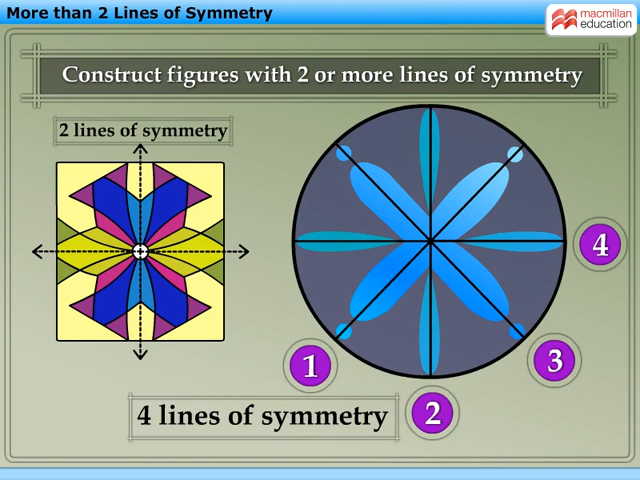 More than 2 Lines of Symmetry
macmillan
education
Construct figures with 2 or more lines of symmetry
2 lines of symmetry
4
1
3
4 lines of symmetry
2